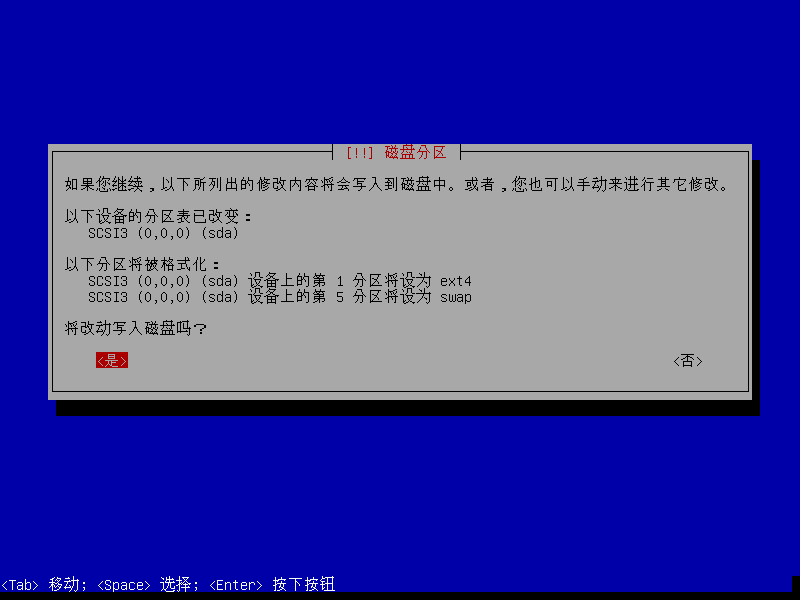 [!!] 磁盘分区
如果您继续，以下所列出的修改内容将会写入到磁盘中。或者，您也可以手动来进行其它修改。
以下设备的分区表已改变：
SCSI3 (0,0,0) (sda)
以下分区将被格式化：
SCSI3 (0,0,0) (sda) 设备上的第 1 分区将设为 ext4
SCSI3 (0,0,0) (sda) 设备上的第 5 分区将设为 swap
将改动写入磁盘吗？
<是> <否>
<Tab> 移动; <Space> 选择; <Enter> 按下按钮